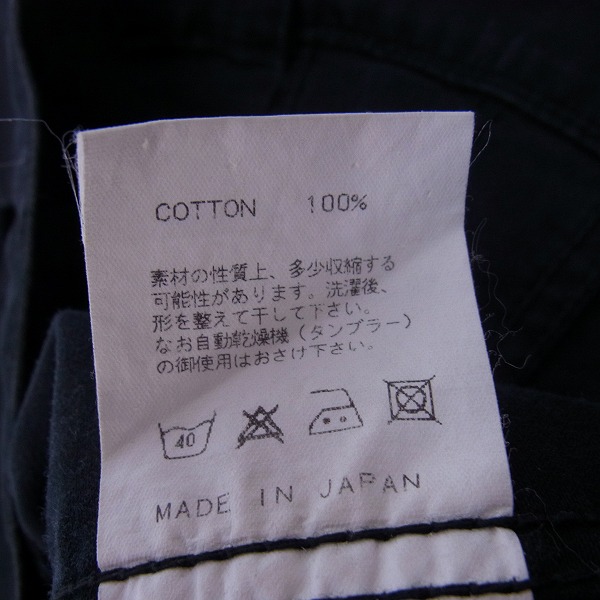 COTTON 100%
素材の性質上、多少収縮する
可能性があります。洗濯後、
形を整えて干して下さい。
なお自動乾燥機（タンブラー）
の御使用はおさけ下さい。
40
MADE IN JAPAN